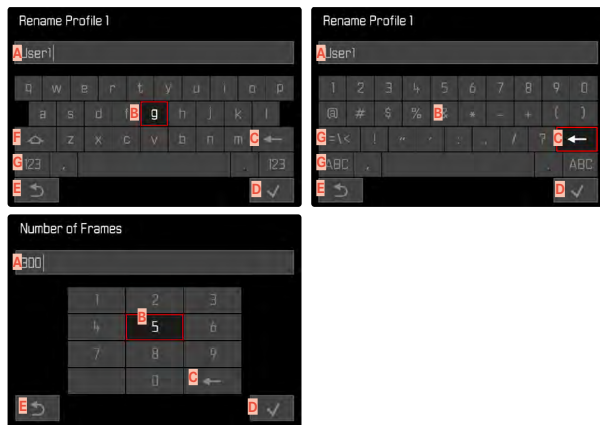 Rename Profile 1
A User1
q w e r t y u i o p
a s d f B g h j k l
F z x c v b n m C
G 123 , . 123
E D
Rename Profile 1
A User1
1 2 3 4 5 6 7 8 9 0
@ # $ % B & * - + ( )
G =\< ! " ' : ; / ? C
G ABC , . ABC
E D
Number of Frames
A 300
1 2 3
4 B 5 6
7 8 9
0 C
E D